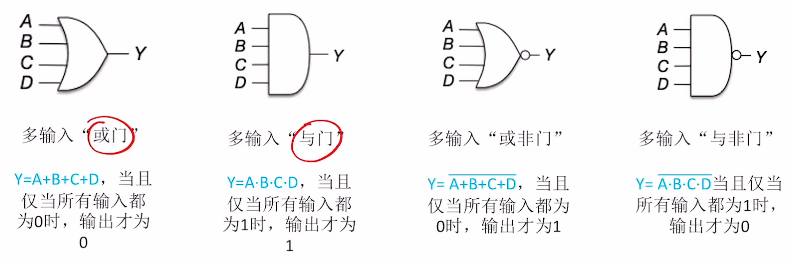 A
B
C
D
Y
多输入“或门”
Y=A+B+C+D，当且
仅当所有输入都
为0时，输出才为
0
A
B
C
D
Y
多输入“与门”
Y=A·B·C·D，当且
仅当所有输入都
为1时，输出才为
1
A
B
C
D
Y
多输入“或非门”
Y= \overline{A+B+C+D}，当且
仅当所有输入都为
0时，输出才为1
A
B
C
D
Y
多输入“与非门”
Y= \overline{A·B·C·D}当且仅当
所有输入都为1时，
输出才为0